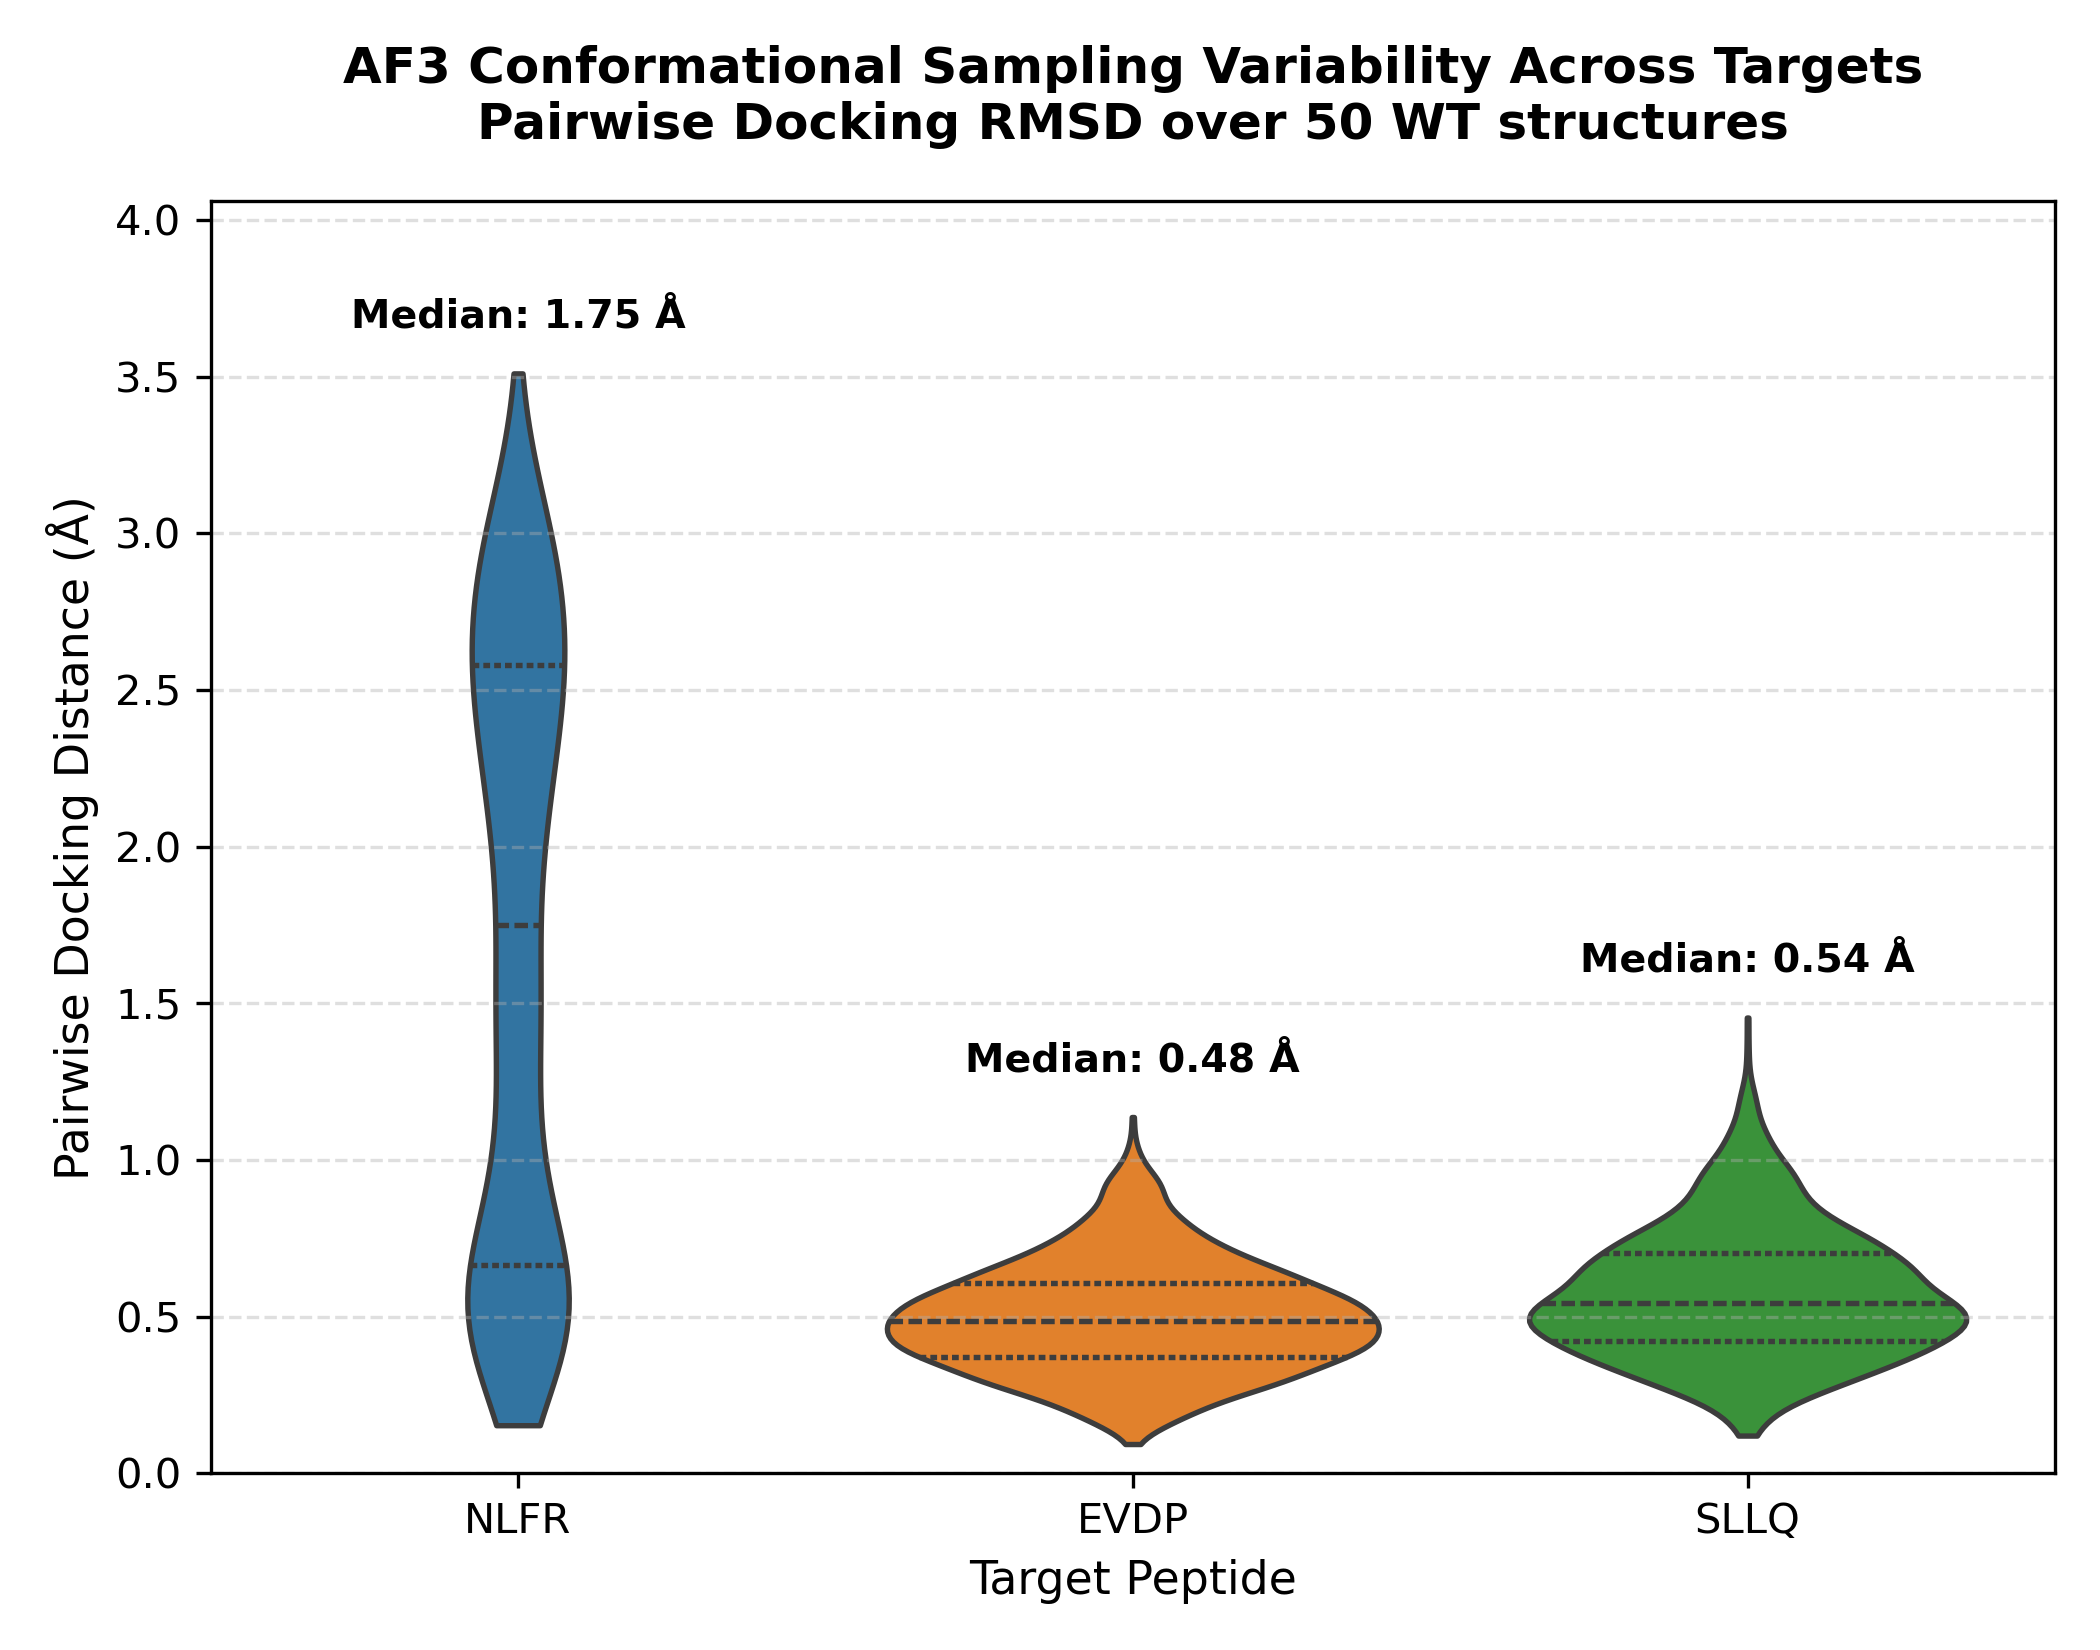 AF3 Conformational Sampling Variability Across Targets
Pairwise Docking RMSD over 50 WT structures
Pairwise Docking Distance (Å)
4.0
3.5
3.0
2.5
2.0
1.5
1.0
0.5
0.0
Median: 1.75 Å
Median: 0.48 Å
Median: 0.54 Å
NLFR
EVDP
SLLQ
Target Peptide